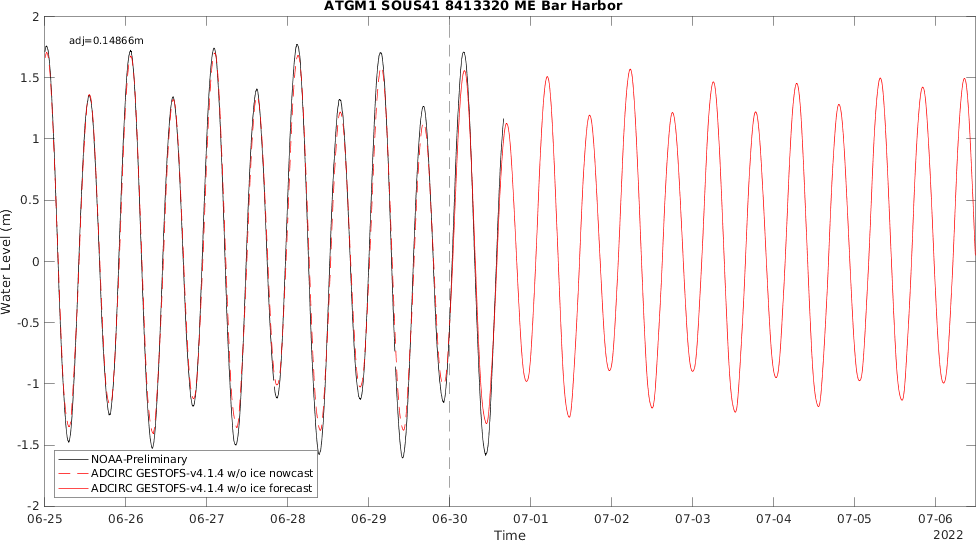 ATGM1 SOUS41 8413320 ME Bar Harbor
adj=0.14866m
2
1.5
1
0.5
0
-0.5
-1
-1.5
-2
Water Level (m)
NOAA-Preliminary
ADCIRC GESTOFS-v4.1.4 w/o ice nowcast
ADCIRC GESTOFS-v4.1.4 w/o ice forecast
06-25 06-26 06-27 06-28 06-29 06-30 07-01 07-02 07-03 07-04 07-05 07-06
Time
2022